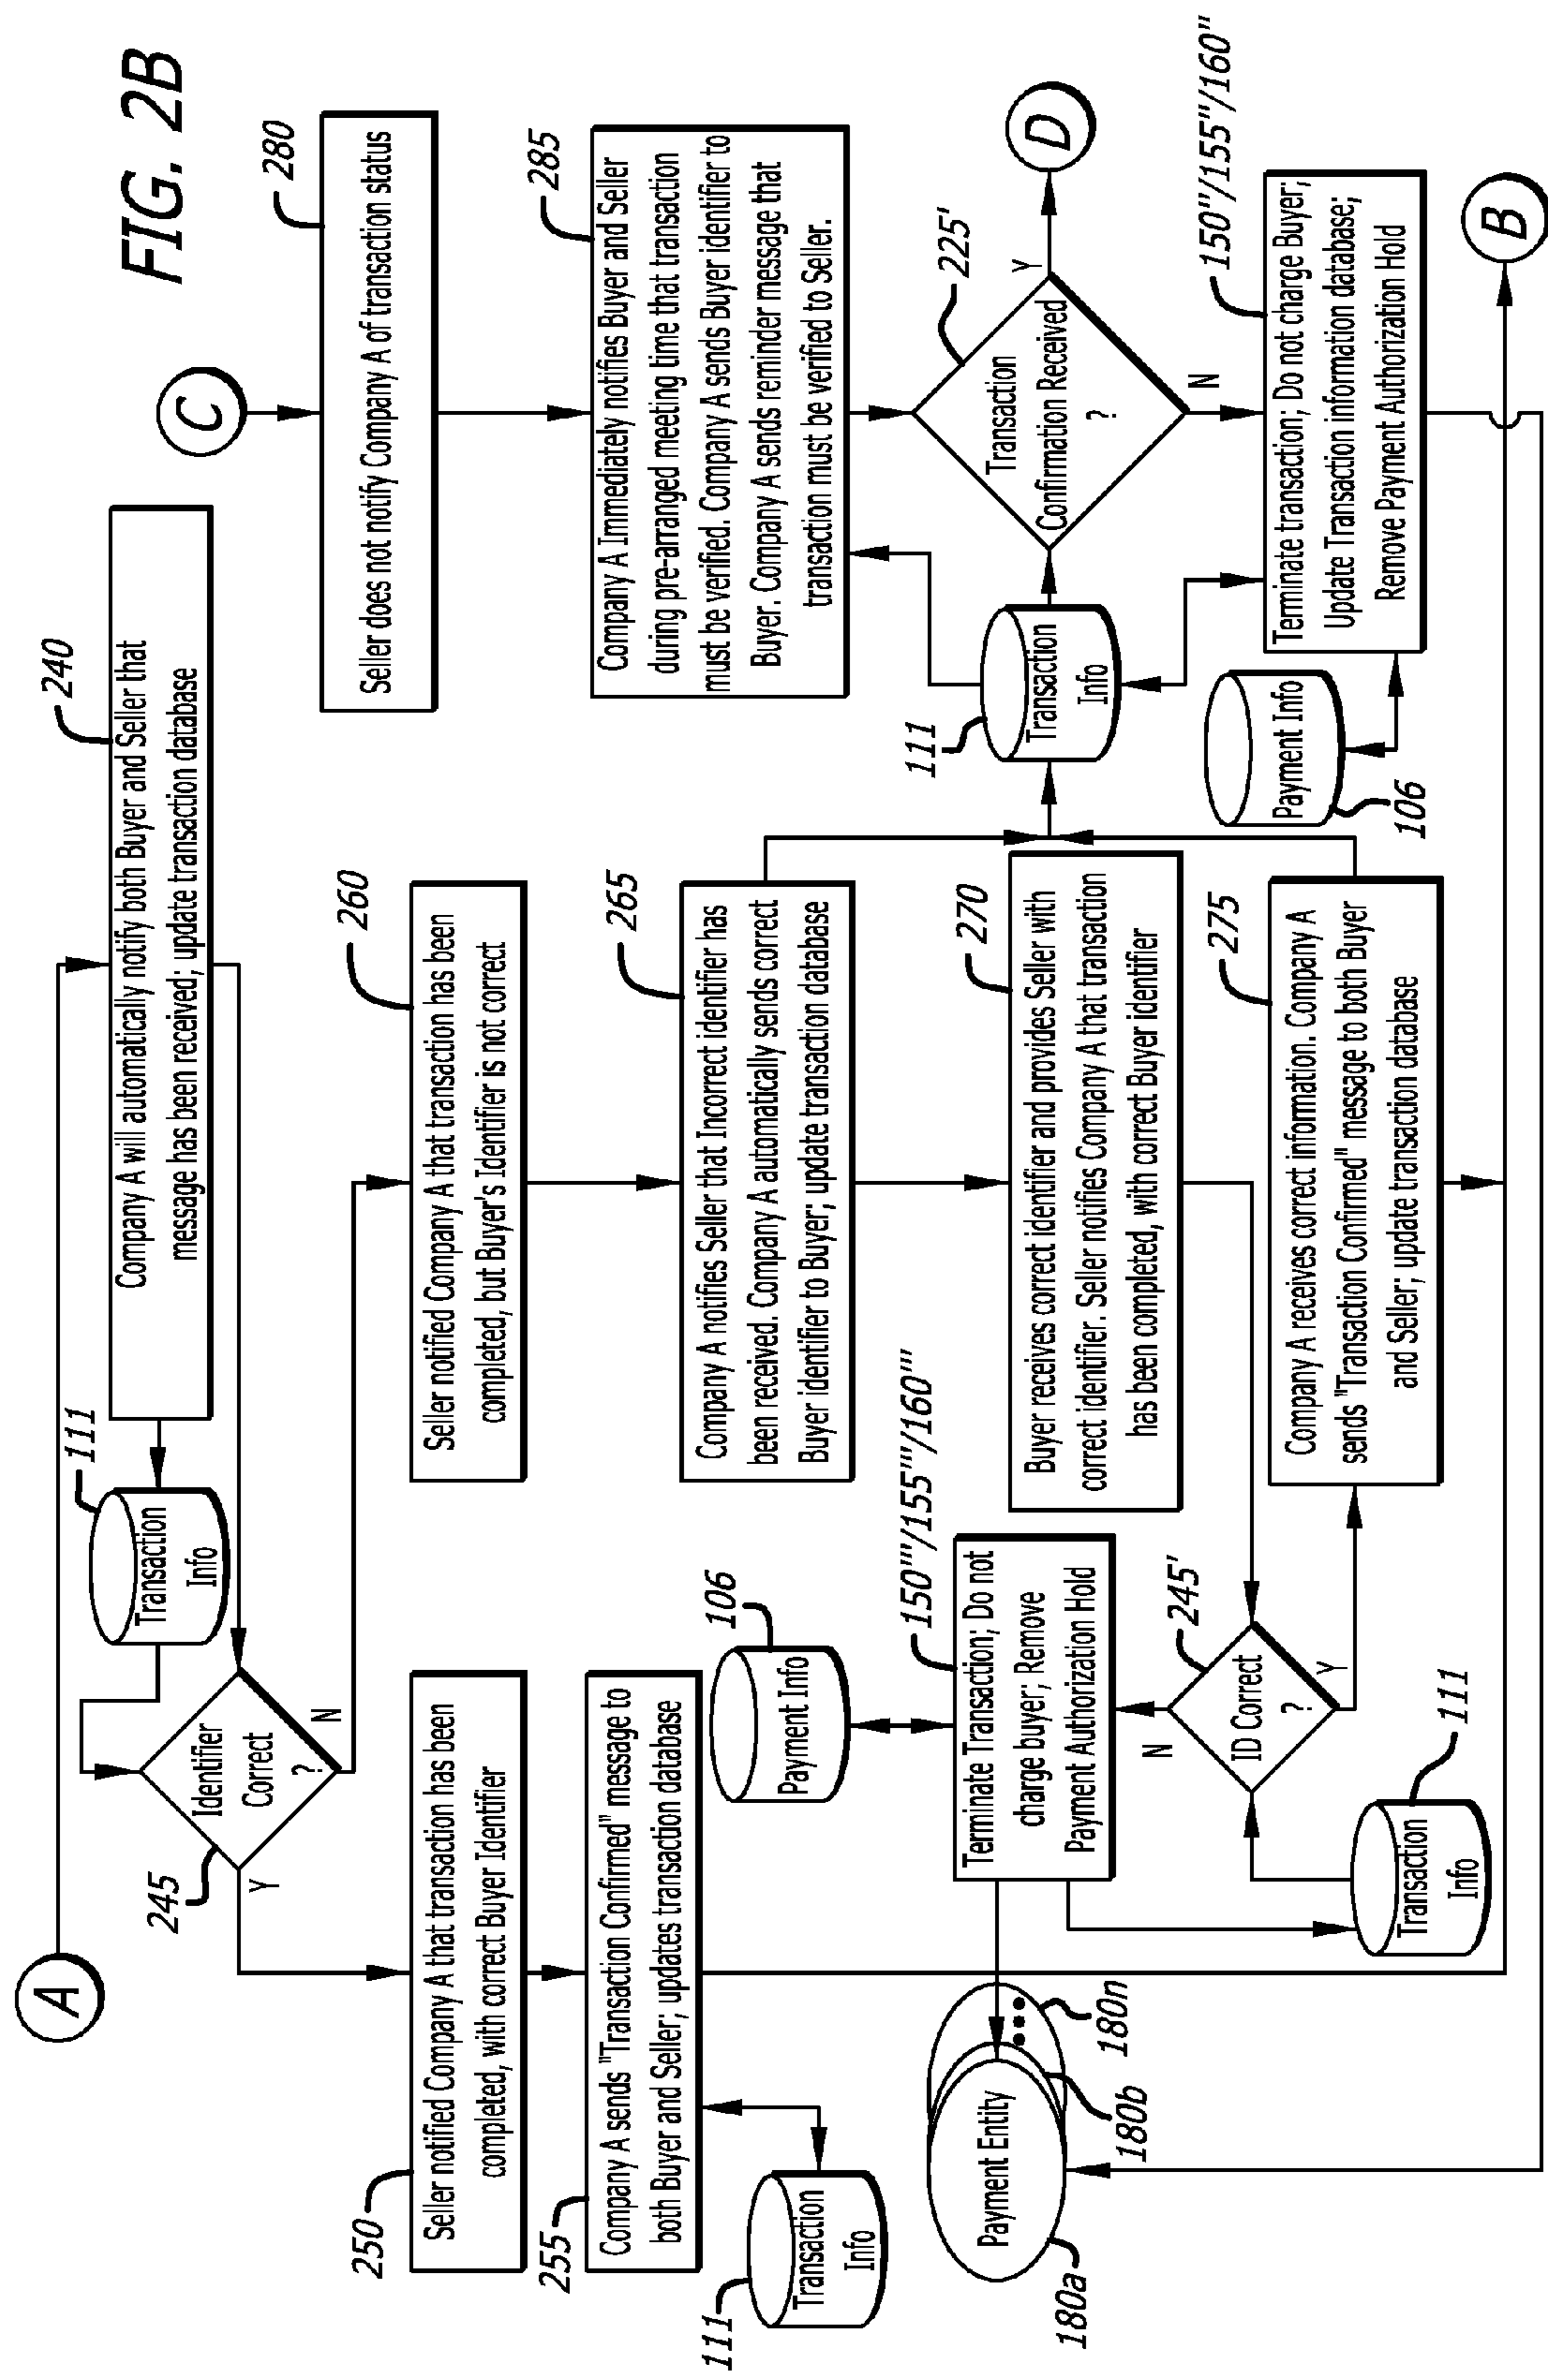 FIG. 2B
A
240
Company A will automatically notify both Buyer and Seller that
message has been received; update transaction database
111
Transaction
Info
245
Identifier
Correct
?
Y
N
250
Seller notified Company A that transaction has been
completed, with correct Buyer Identifier
255
Company A sends "Transaction Confirmed" message to
both Buyer and Seller; updates transaction database
111
Transaction
Info
260
Seller notified Company A that transaction has been
completed, but Buyer's Identifier is not correct
265
Company A notifies Seller that Incorrect identifier has
been received. Company A automatically sends correct
Buyer identifier to Buyer; update transaction database
270
Buyer receives correct identifier and provides Seller with
correct identifier. Seller notifies Company A that transaction
has been completed, with correct Buyer identifier
106
Payment Info
150'''/155'''/160'''
Terminate Transaction; Do not
charge buyer; Remove
Payment Authorization Hold
245'
ID Correct
?
N
Y
111
Transaction
Info
275
Company A receives correct information. Company A
sends "Transaction Confirmed" message to both Buyer
and Seller; update transaction database
Payment Entity
180a
180b
180n
C
280
Seller does not notify Company A of transaction status
285
Company A Immediately notifies Buyer and Seller
during pre-arranged meeting time that transaction
must be verified. Company A sends Buyer identifier to
Buyer. Company A sends reminder message that
transaction must be verified to Seller.
111
Transaction
Info
225'
Transaction
Confirmation Received
?
Y
N
D
106
Payment Info
150''/155''/160''
Terminate transaction; Do not charge Buyer;
Update Transaction information database;
Remove Payment Authorization Hold
B